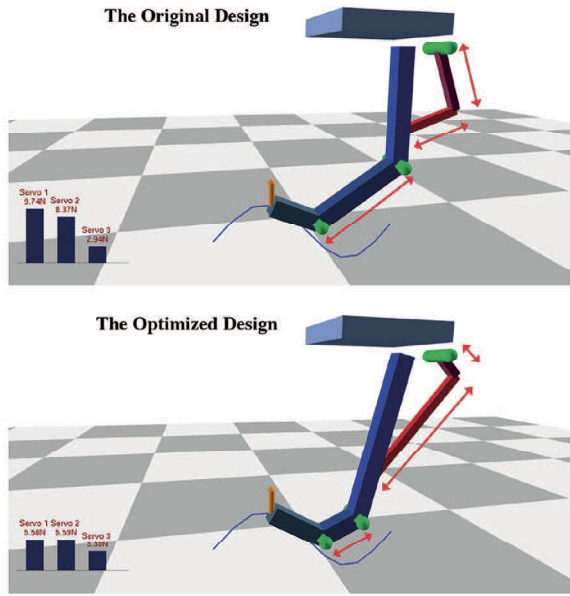 The Original Design
Servo 1
9.74N
Servo 2
8.37N
Servo 3
2.94N
The Optimized Design
Servo 1 Servo 2
5.58N 5.59N
Servo 3
3.38N